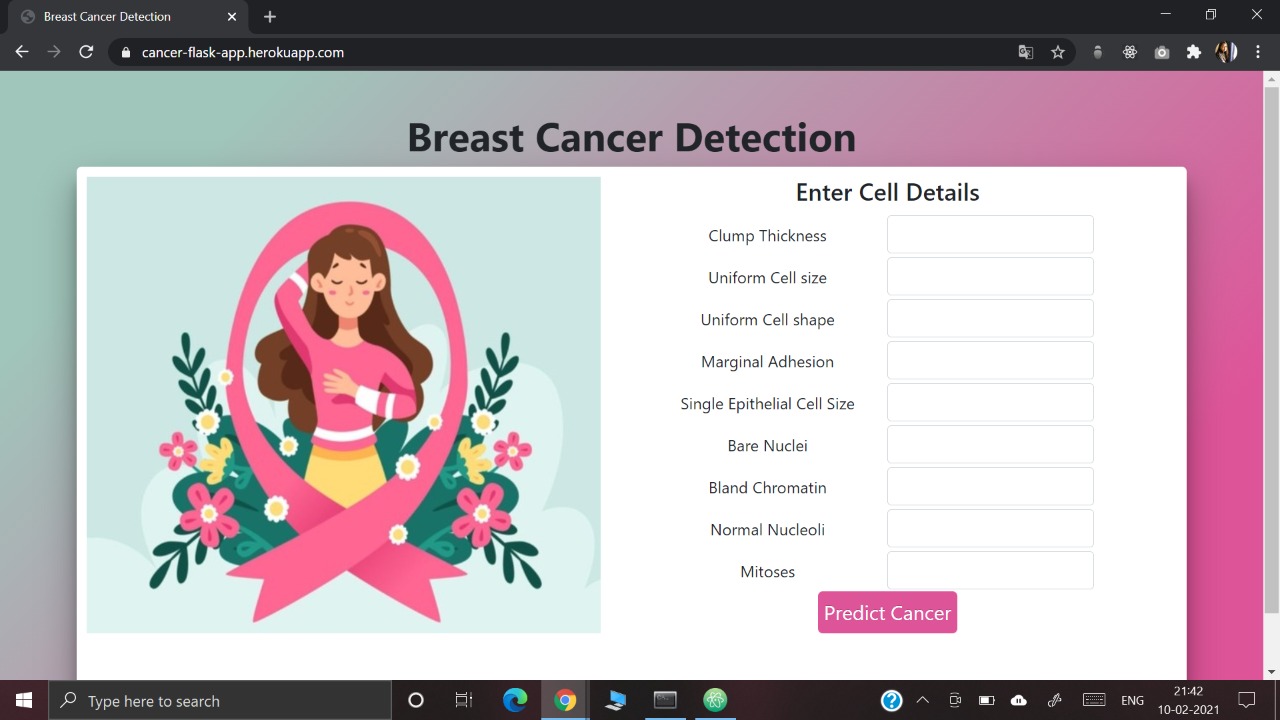 Breast Cancer Detection
cancer-flask-app.herokuapp.com
Breast Cancer Detection
Enter Cell Details
Clump Thickness
Uniform Cell size
Uniform Cell shape
Marginal Adhesion
Single Epithelial Cell Size
Bare Nuclei
Bland Chromatin
Normal Nucleoli
Mitoses
Predict Cancer
Type here to search
ENG
21:42
10-02-2021